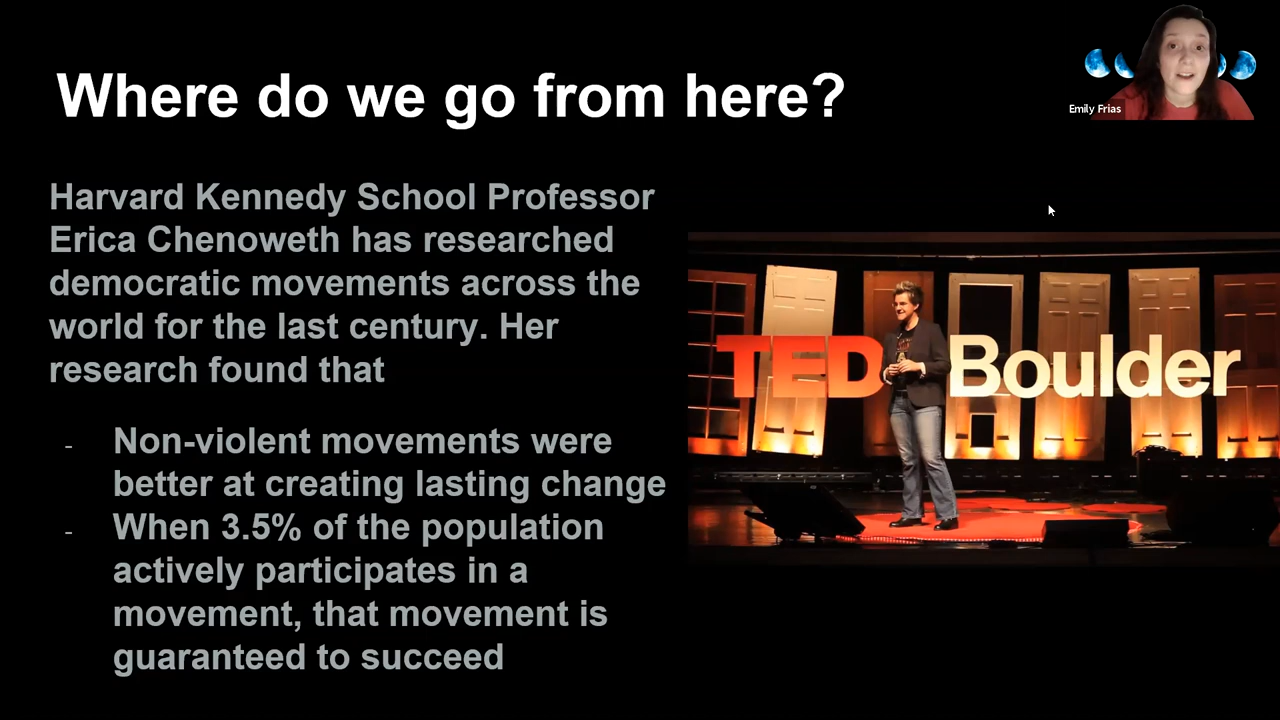 Where do we go from here?
Emily Frias
Harvard Kennedy School Professor
Erica Chenoweth has researched
democratic movements across the
world for the last century. Her
research found that
- Non-violent movements were
better at creating lasting change
- When 3.5% of the population
actively participates in a
movement, that movement is
guaranteed to succeed
TED Boulder